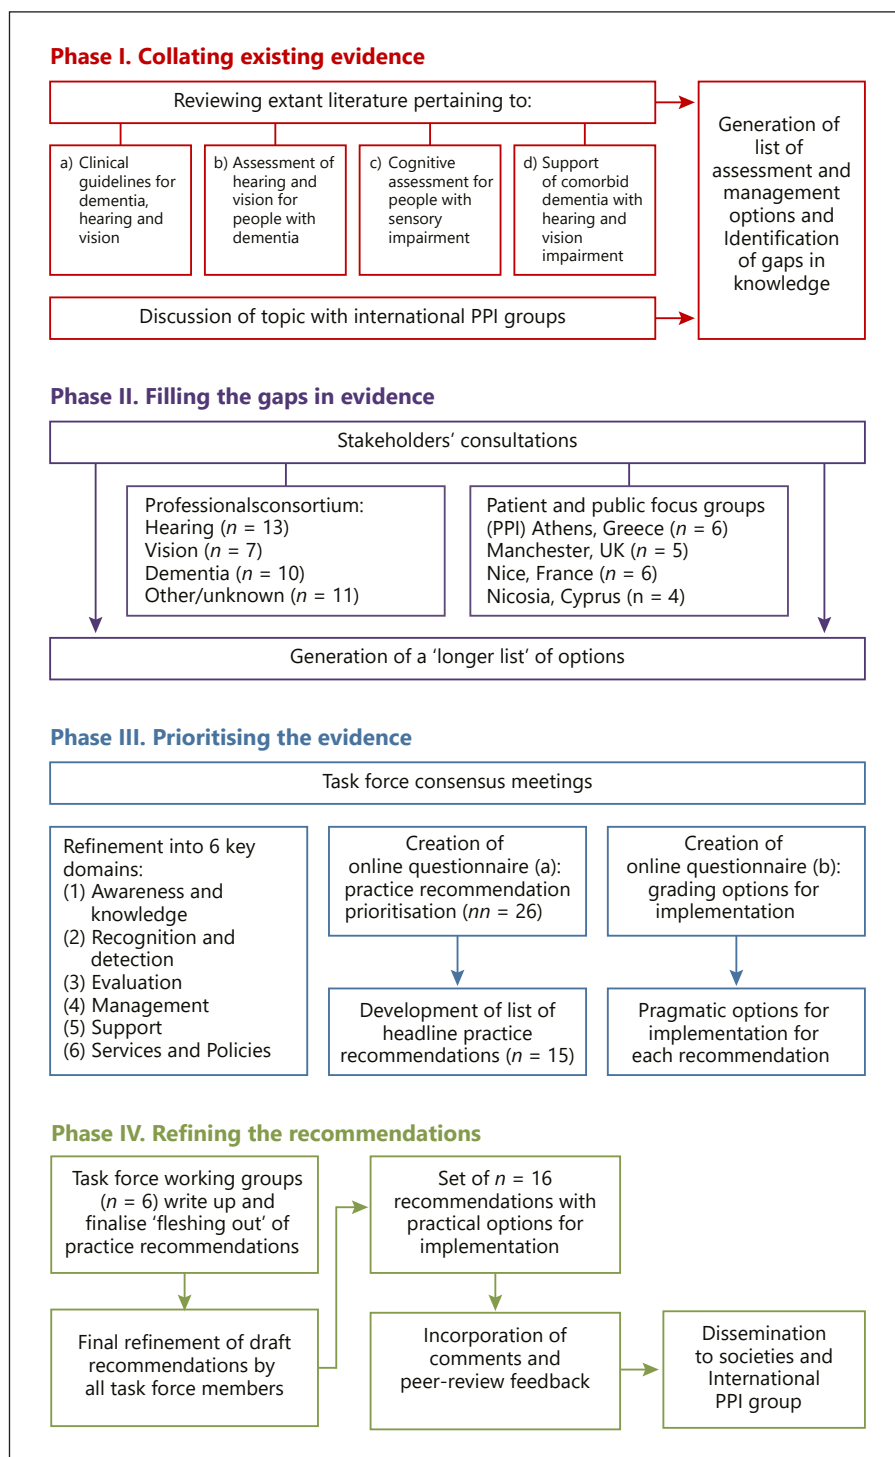 Phase I. Collating existing evidence
Reviewing extant literature pertaining to:
a) Clinical
guidelines for
dementia,
hearing and
vision
b) Assessment of
hearing and
vision for
people with
dementia
c) Cognitive
assessment for
people with
sensory
impairment
d) Support
of comorbid
dementia with
hearing and
vision
impairment
Discussion of topic with international PPI groups
Generation of
list of
assessment and
management
options and
Identification
of gaps in
knowledge
Phase II. Filling the gaps in evidence
Stakeholders’ consultations
Professionalsconsortium:
Hearing (n = 13)
Vision (n = 7)
Dementia (n = 10)
Other/unknown (n = 11)
Patient and public focus groups
(PPI) Athens, Greece (n = 6)
Manchester, UK (n = 5)
Nice, France (n = 6)
Nicosia, Cyprus (n = 4)
Generation of a ‘longer list’ of options
Phase III. Prioritising the evidence
Task force consensus meetings
Refinement into 6 key
domains:
(1) Awareness and
knowledge
(2) Recognition and
detection
(3) Evaluation
(4) Management
(5) Support
(6) Services and Policies
Creation of
online questionnaire (a):
practice recommendation
prioritisation (nn = 26)
Development of list of
headline practice
recommendations (n = 15)
Creation of
online questionnaire (b):
grading options for
implementation
Pragmatic options for
implementation for
each recommendation
Phase IV. Refining the recommendations
Task force working groups
(n = 6) write up and
finalise ‘fleshing out’ of
practice recommendations
Final refinement of draft
recommendations by
all task force members
Set of n = 16
recommendations with
practical options for
implementation
Incorporation of
comments and
peer-review feedback
Dissemination
to societies and
International
PPI group